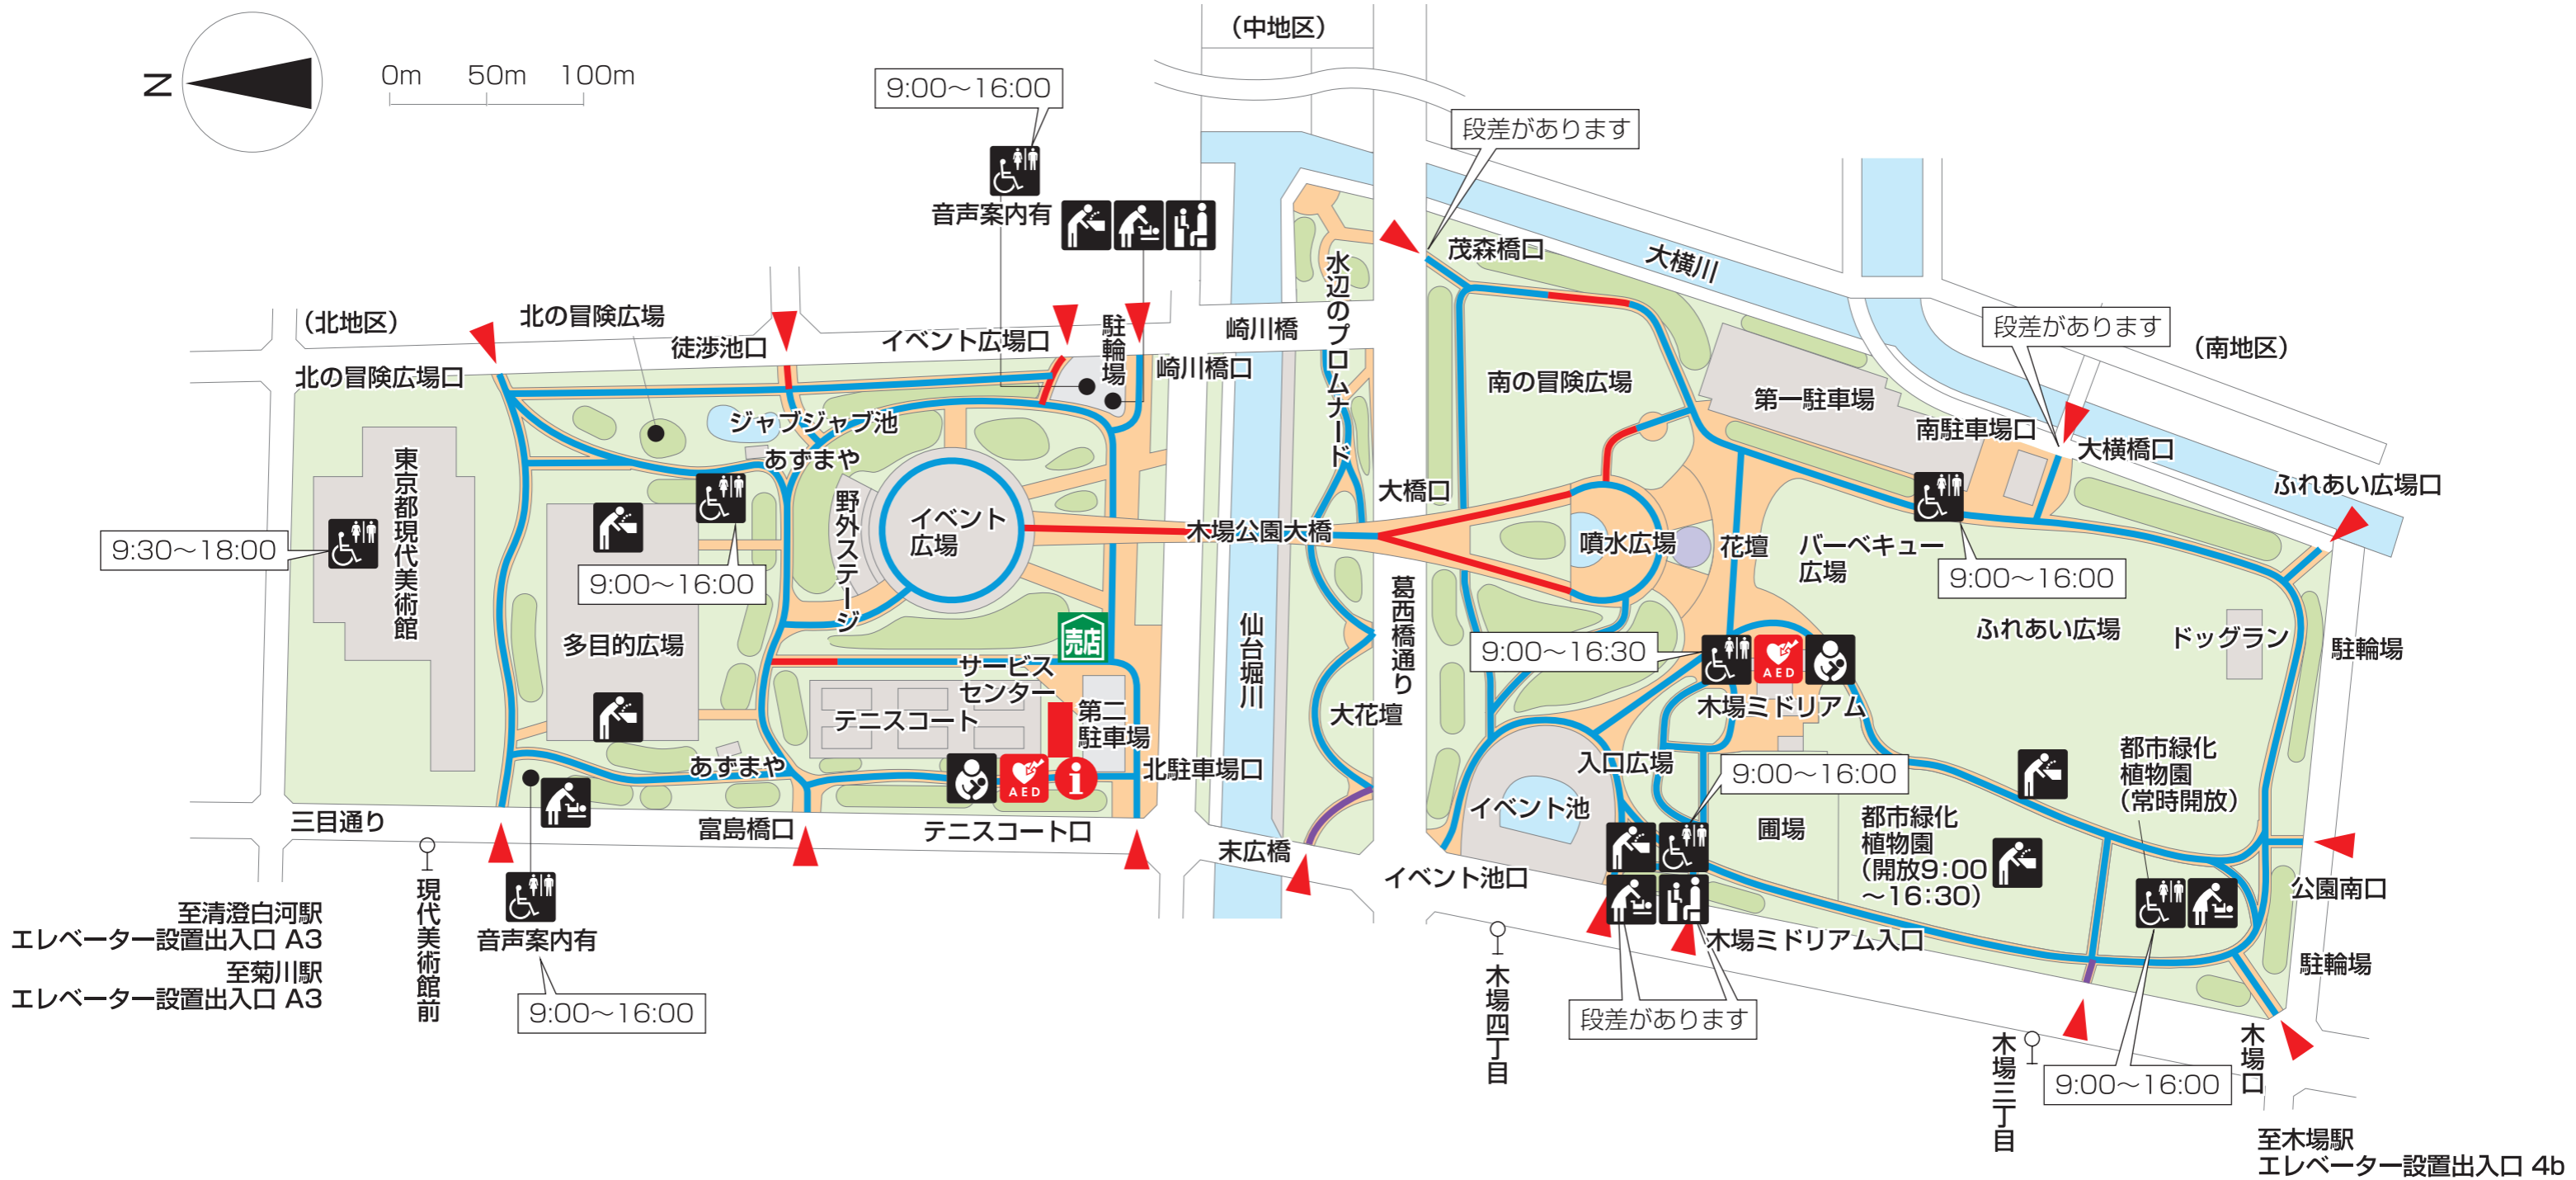 N
0m 50m 100m
9:00～16:00
(中地区)
段差があります
音声案内有
茂森橋口
大横川
水辺のプロムナード
(北地区)
北の冒険広場
徒渉池口
イベント広場口
駐輪場
崎川橋
崎川橋口
北の冒険広場口
南の冒険広場
第一駐車場
段差があります
(南地区)
南駐車場口
大横橋口
ふれあい広場口
ジャブジャブ池
あずまや
東京都現代美術館
9:30～18:00
野外ステージ
イベント
広場
木場公園大橋
大橋口
噴水広場
花壇
バーベキュー
広場
9:00～16:00
9:00～16:00
多目的広場
売店
サービス
センター
テニスコート
第二
駐車場
仙台堀川
葛西橋通り
大花壇
9:00～16:30
AED
木場ミドリアム
ふれあい広場
ドッグラン
駐輪場
あずまや
AED
i
北駐車場口
入口広場
9:00～16:00
イベント池
圃場
都市緑化
植物園
(開放9:00
～16:30)
都市緑化
植物園
(常時開放)
三目通り
富島橋口
テニスコート口
末広橋
イベント池口
公園南口
駐輪場
現代美術館前
至清澄白河駅
エレベーター設置出入口 A3
至菊川駅
エレベーター設置出入口 A3
音声案内有
9:00～16:00
木場ミドリアム入口
木場四丁目
段差があります
木場三丁目
9:00～16:00
木場口
至木場駅
エレベーター設置出入口 4b